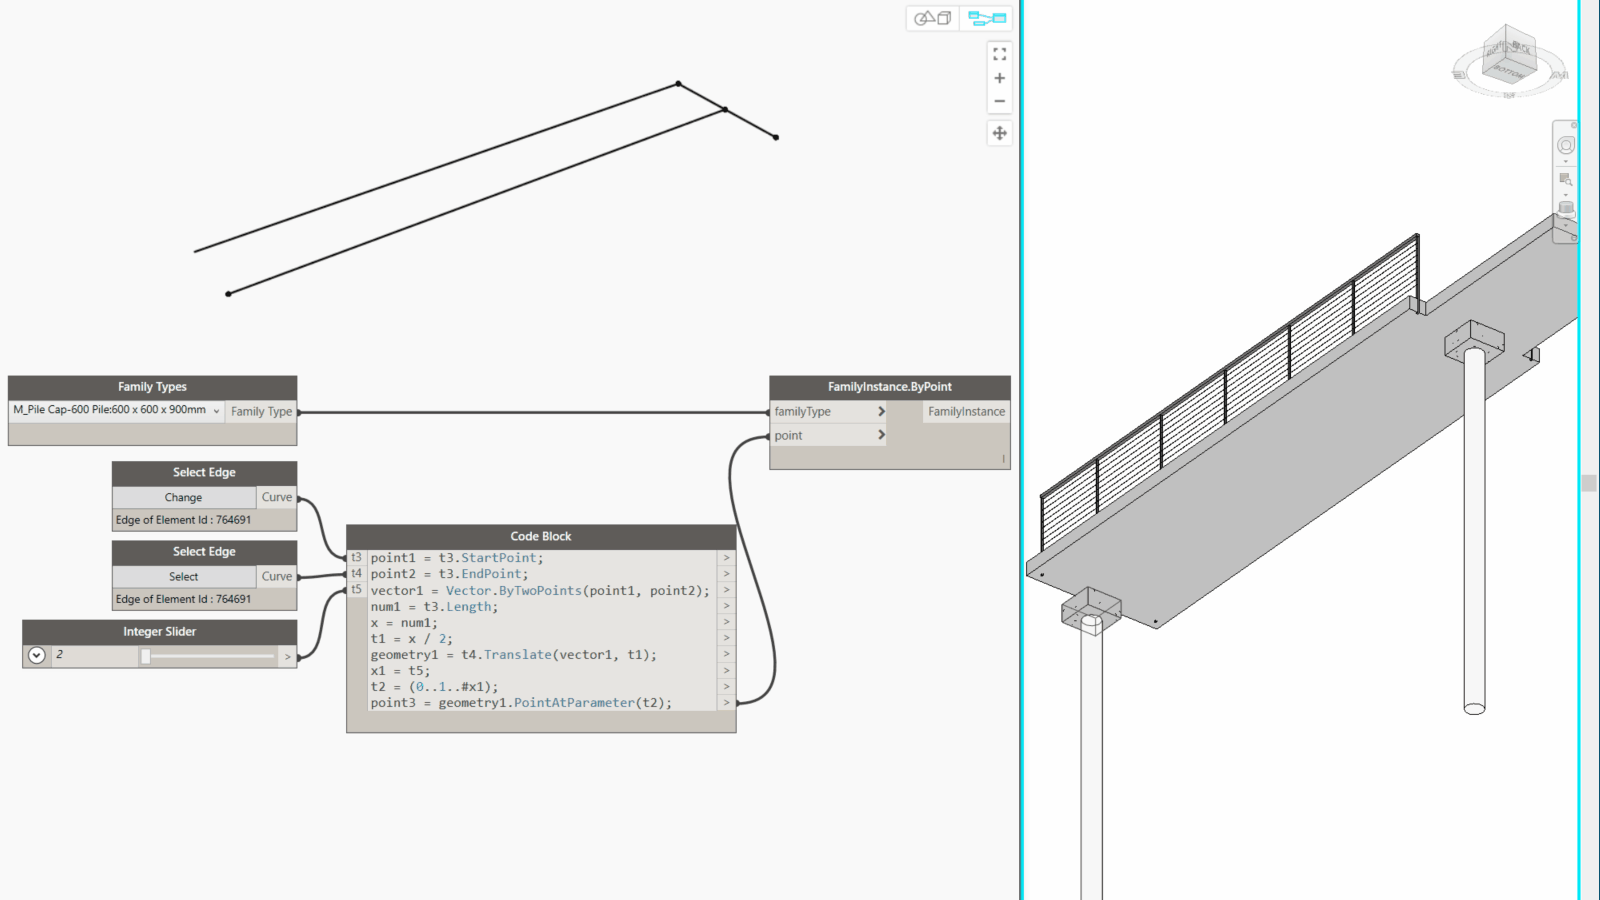 BACK
BOTTOM
Family Types
M_Pile Cap-600 Pile:600 x 600 x 900mm
Family Type
FamilyInstance.ByPoint
familyType
FamilyInstance
point
Select Edge
Change
Curve
Edge of Element Id : 764691
Select Edge
Select
Curve
Edge of Element Id : 764691
Integer Slider
2
>
Code Block
t3 point1 = t3.StartPoint; >
t4 point2 = t3.EndPoint; >
t5 vector1 = Vector.ByTwoPoints(point1, point2); >
num1 = t3.Length; >
x = num1; >
t1 = x / 2; >
geometry1 = t4.Translate(vector1, t1); >
x1 = t5; >
t2 = (0..1..#x1); >
point3 = geometry1.PointAtParameter(t2); >